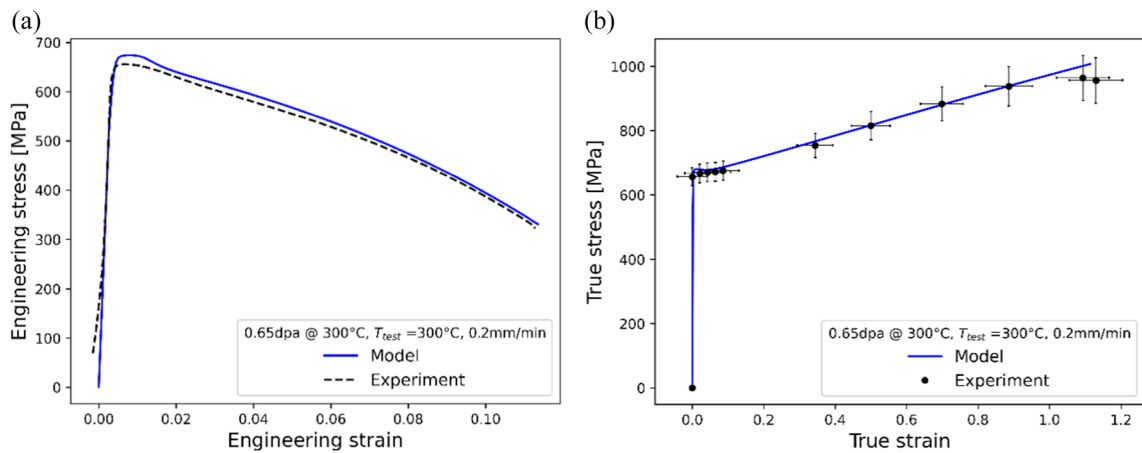 (a)
700
600
500
400
300
200
100
0
Engineering stress [MPa]
0.65dpa @ 300°C, Ttest =300°C, 0.2mm/min
Model
Experiment
0.00 0.02 0.04 0.06 0.08 0.10
Engineering strain
(b)
1000
800
600
400
200
0
True stress [MPa]
0.65dpa @ 300°C, Ttest =300°C, 0.2mm/min
Model
Experiment
0.0 0.2 0.4 0.6 0.8 1.0 1.2
True strain